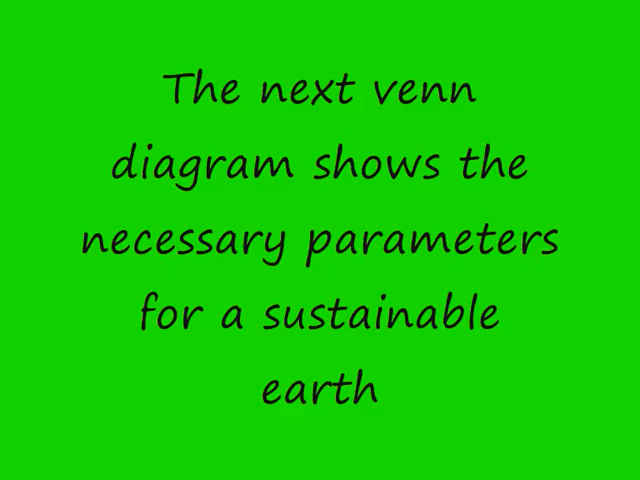 The next venn
diagram shows the
necessary parameters
for a sustainable
earth